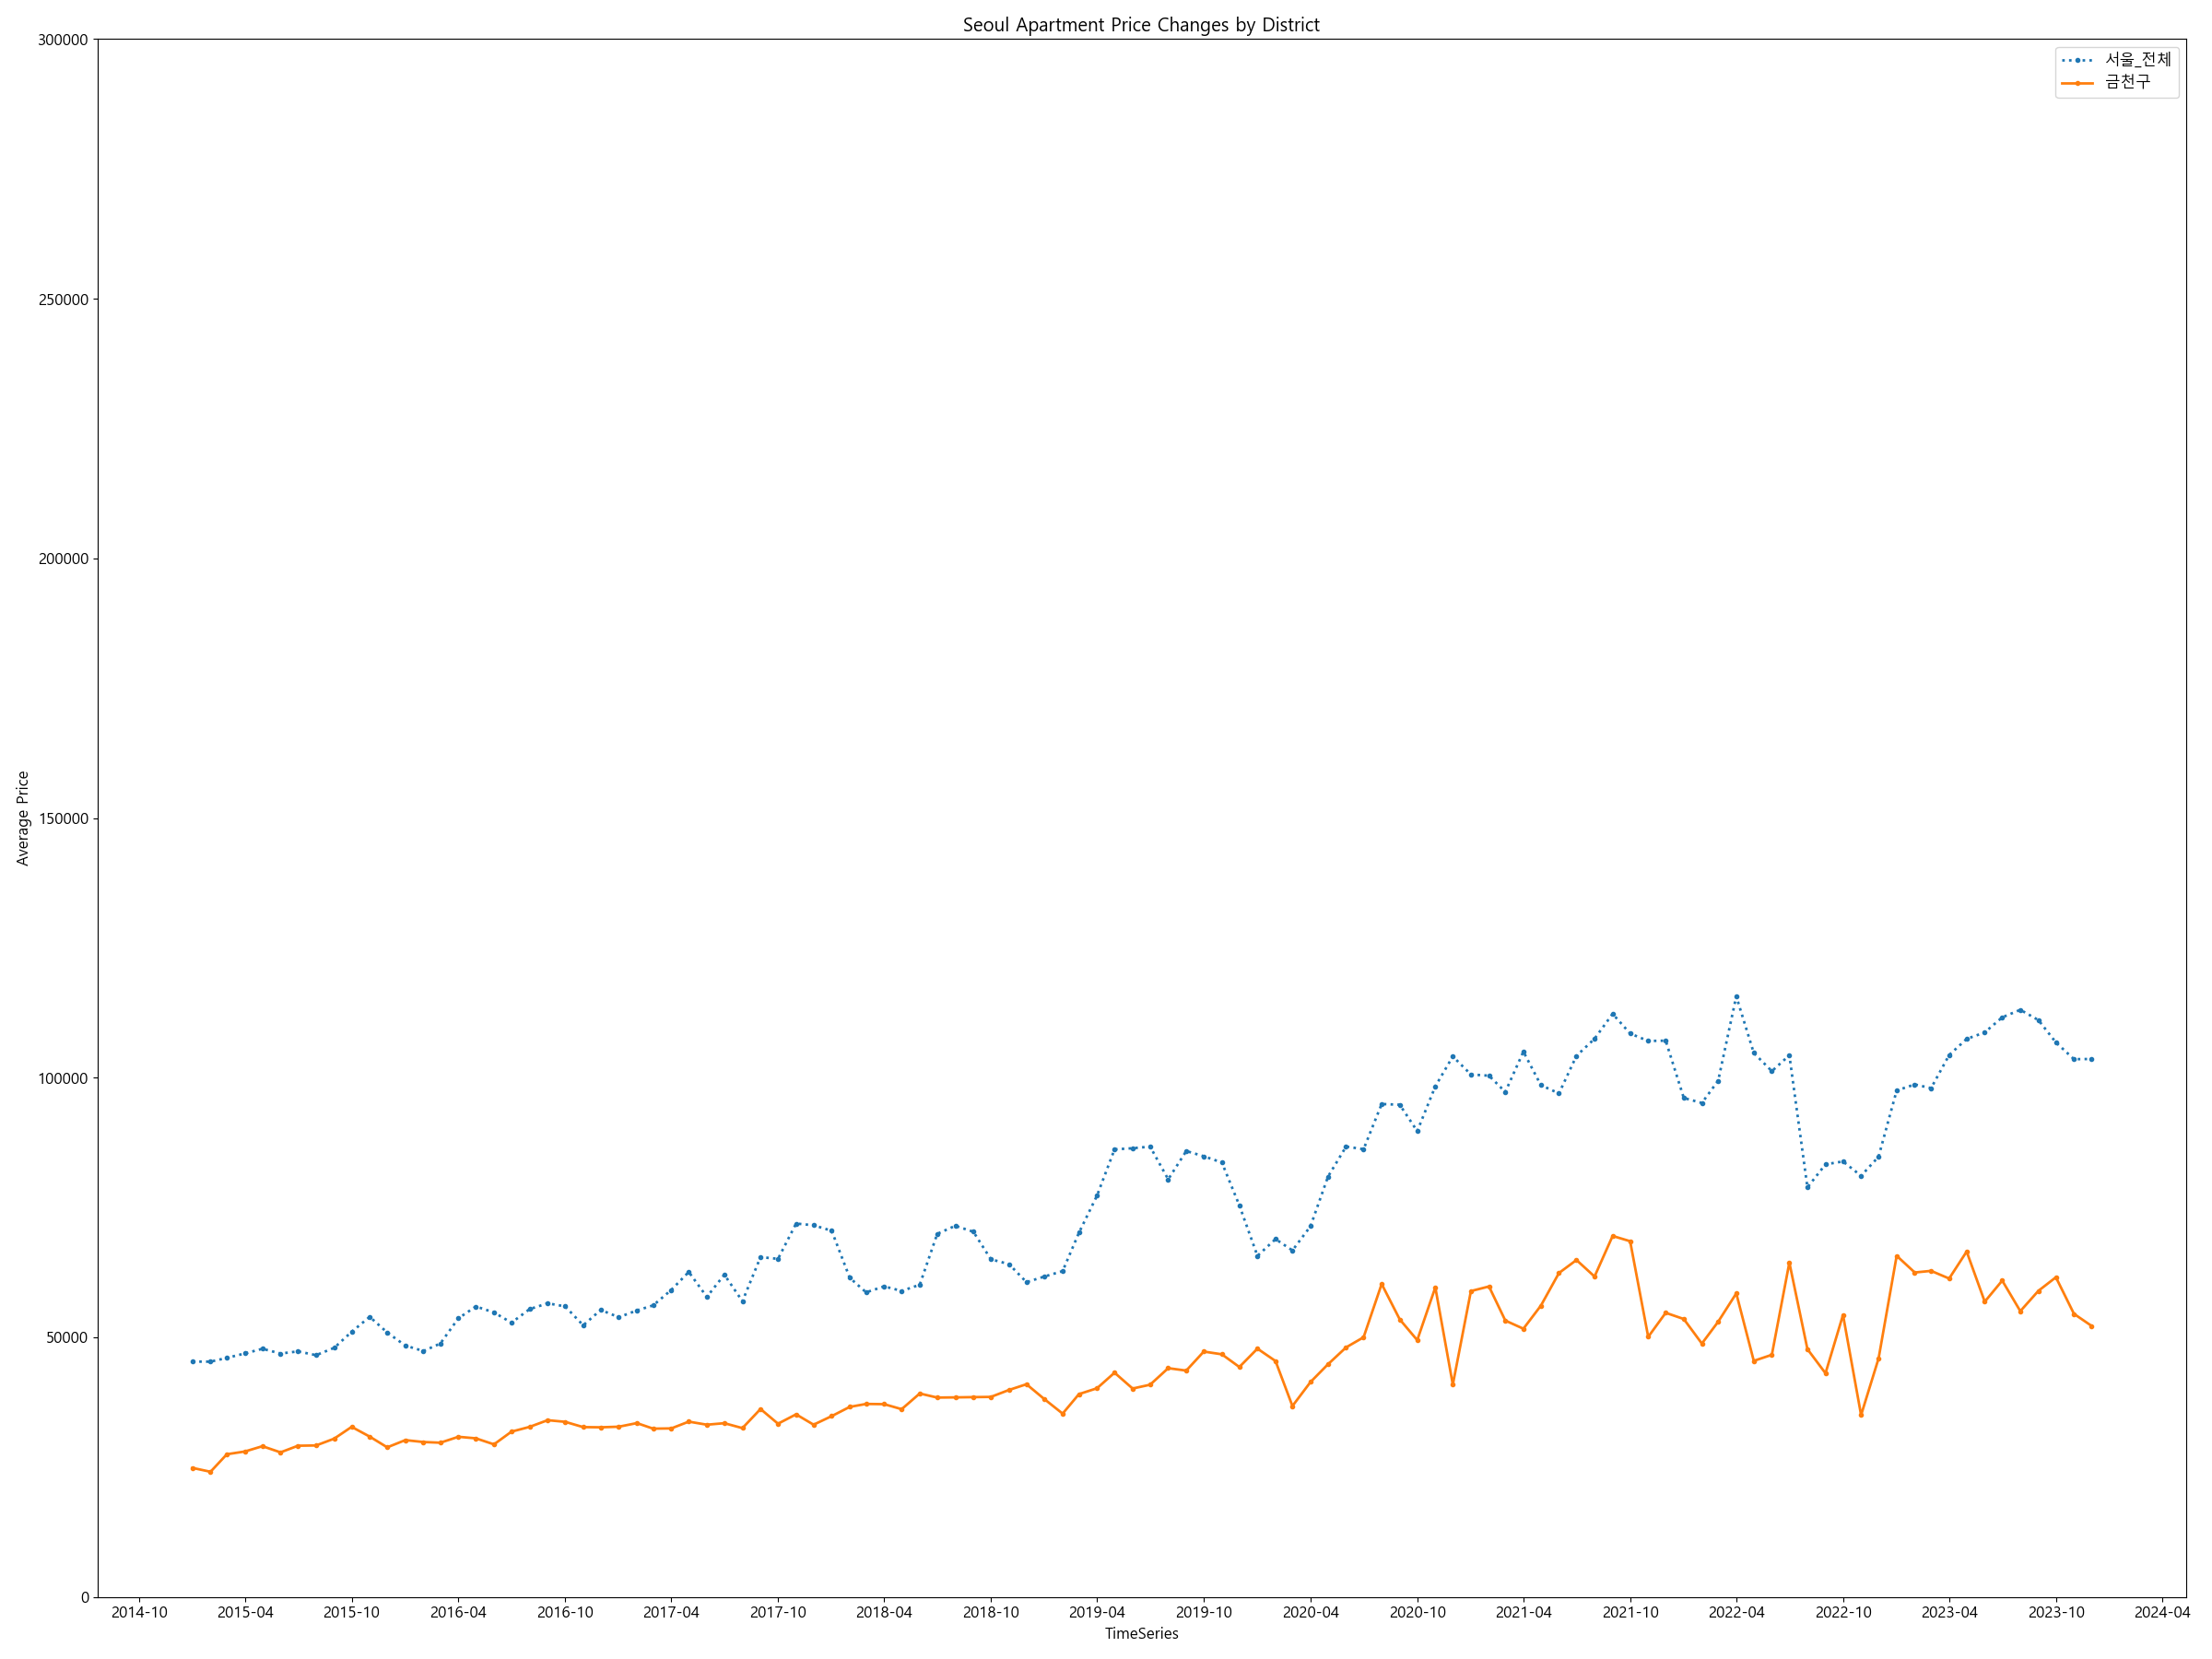 Seoul Apartment Price Changes by District
서울_전체
금천구
300000
250000
200000
150000
100000
50000
0
Average Price
2014-10 2015-04 2015-10 2016-04 2016-10 2017-04 2017-10 2018-04 2018-10 2019-04 2019-10 2020-04 2020-10 2021-04 2021-10 2022-04 2022-10 2023-04 2023-10 2024-04
TimeSeries